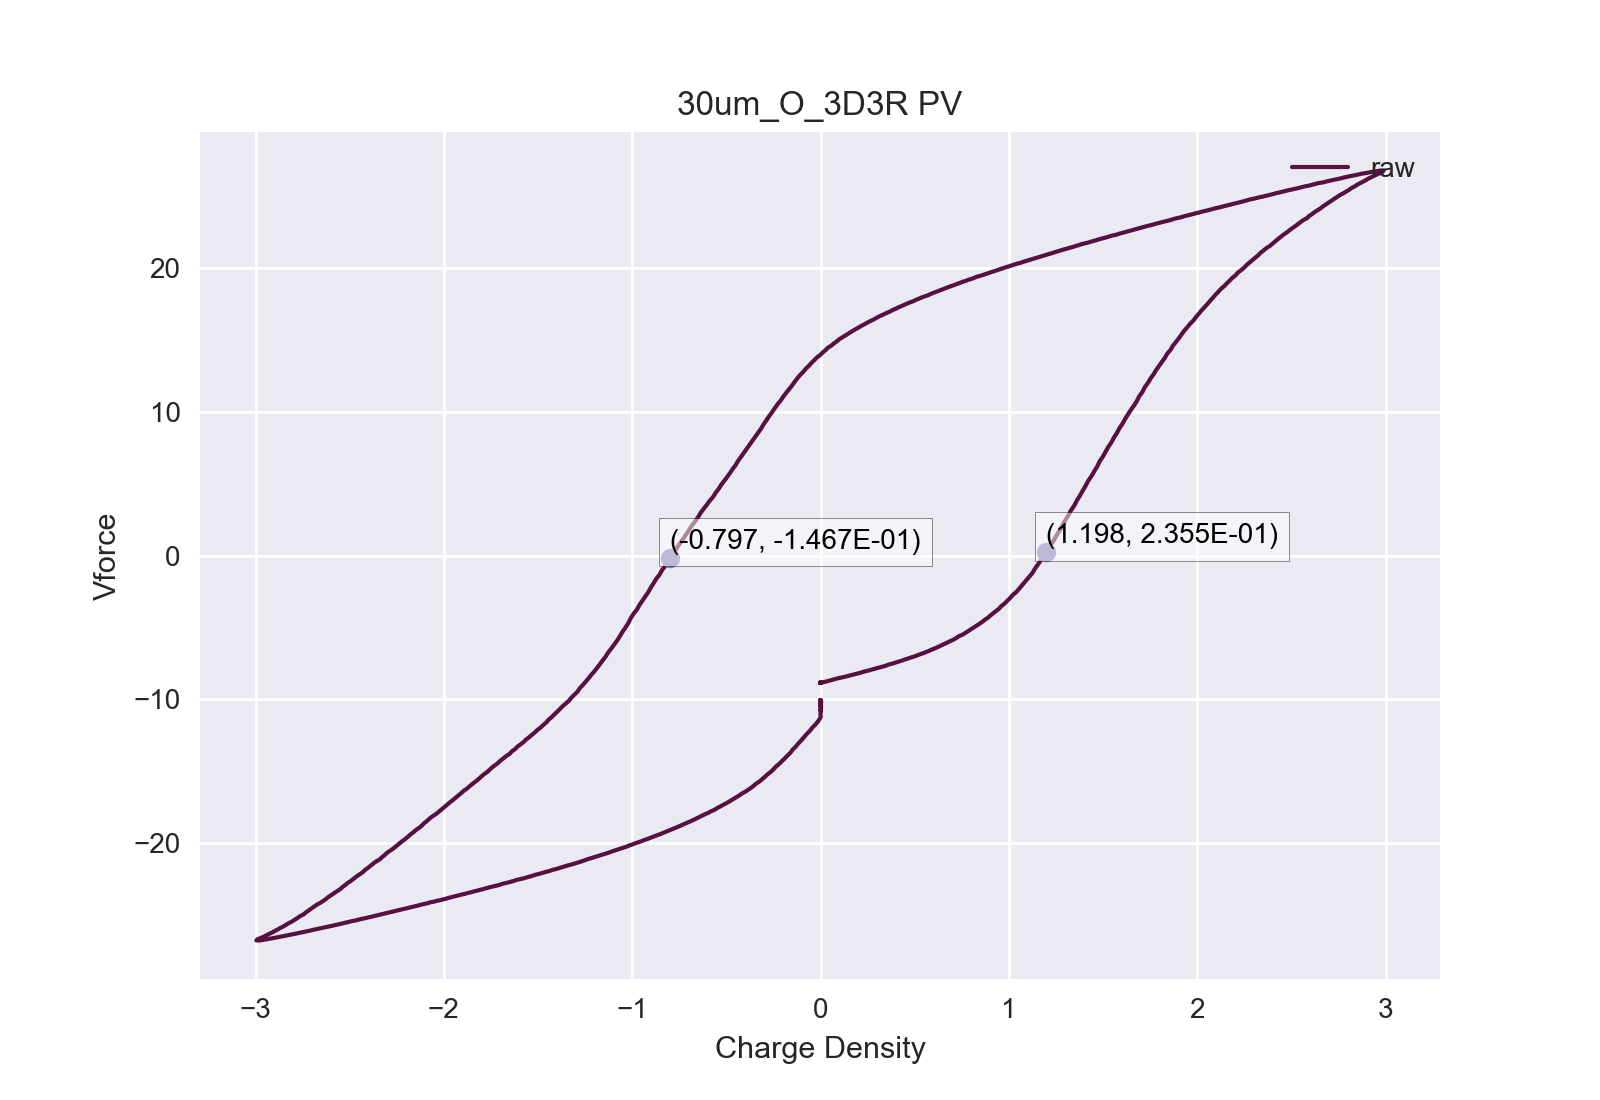 30um_O_3D3R PV
raw
20
10
0
−10
−20
Vforce
(-0.797, -1.467E-01)
(1.198, 2.355E-01)
−3
−2
−1
0
1
2
3
Charge Density